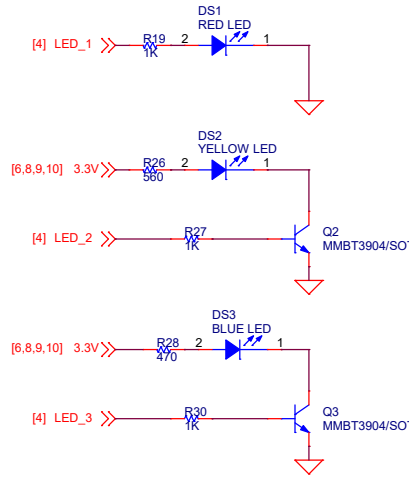 DS1
RED LED
[4] LED_1
R19
1K
2
1
DS2
YELLOW LED
[6,8,9,10] 3.3V
R26
560
2
1
[4] LED_2
R27
1K
Q2
MMBT3904/SOT
DS3
BLUE LED
[6,8,9,10] 3.3V
R28
470
2
1
[4] LED_3
R30
1K
Q3
MMBT3904/SOT